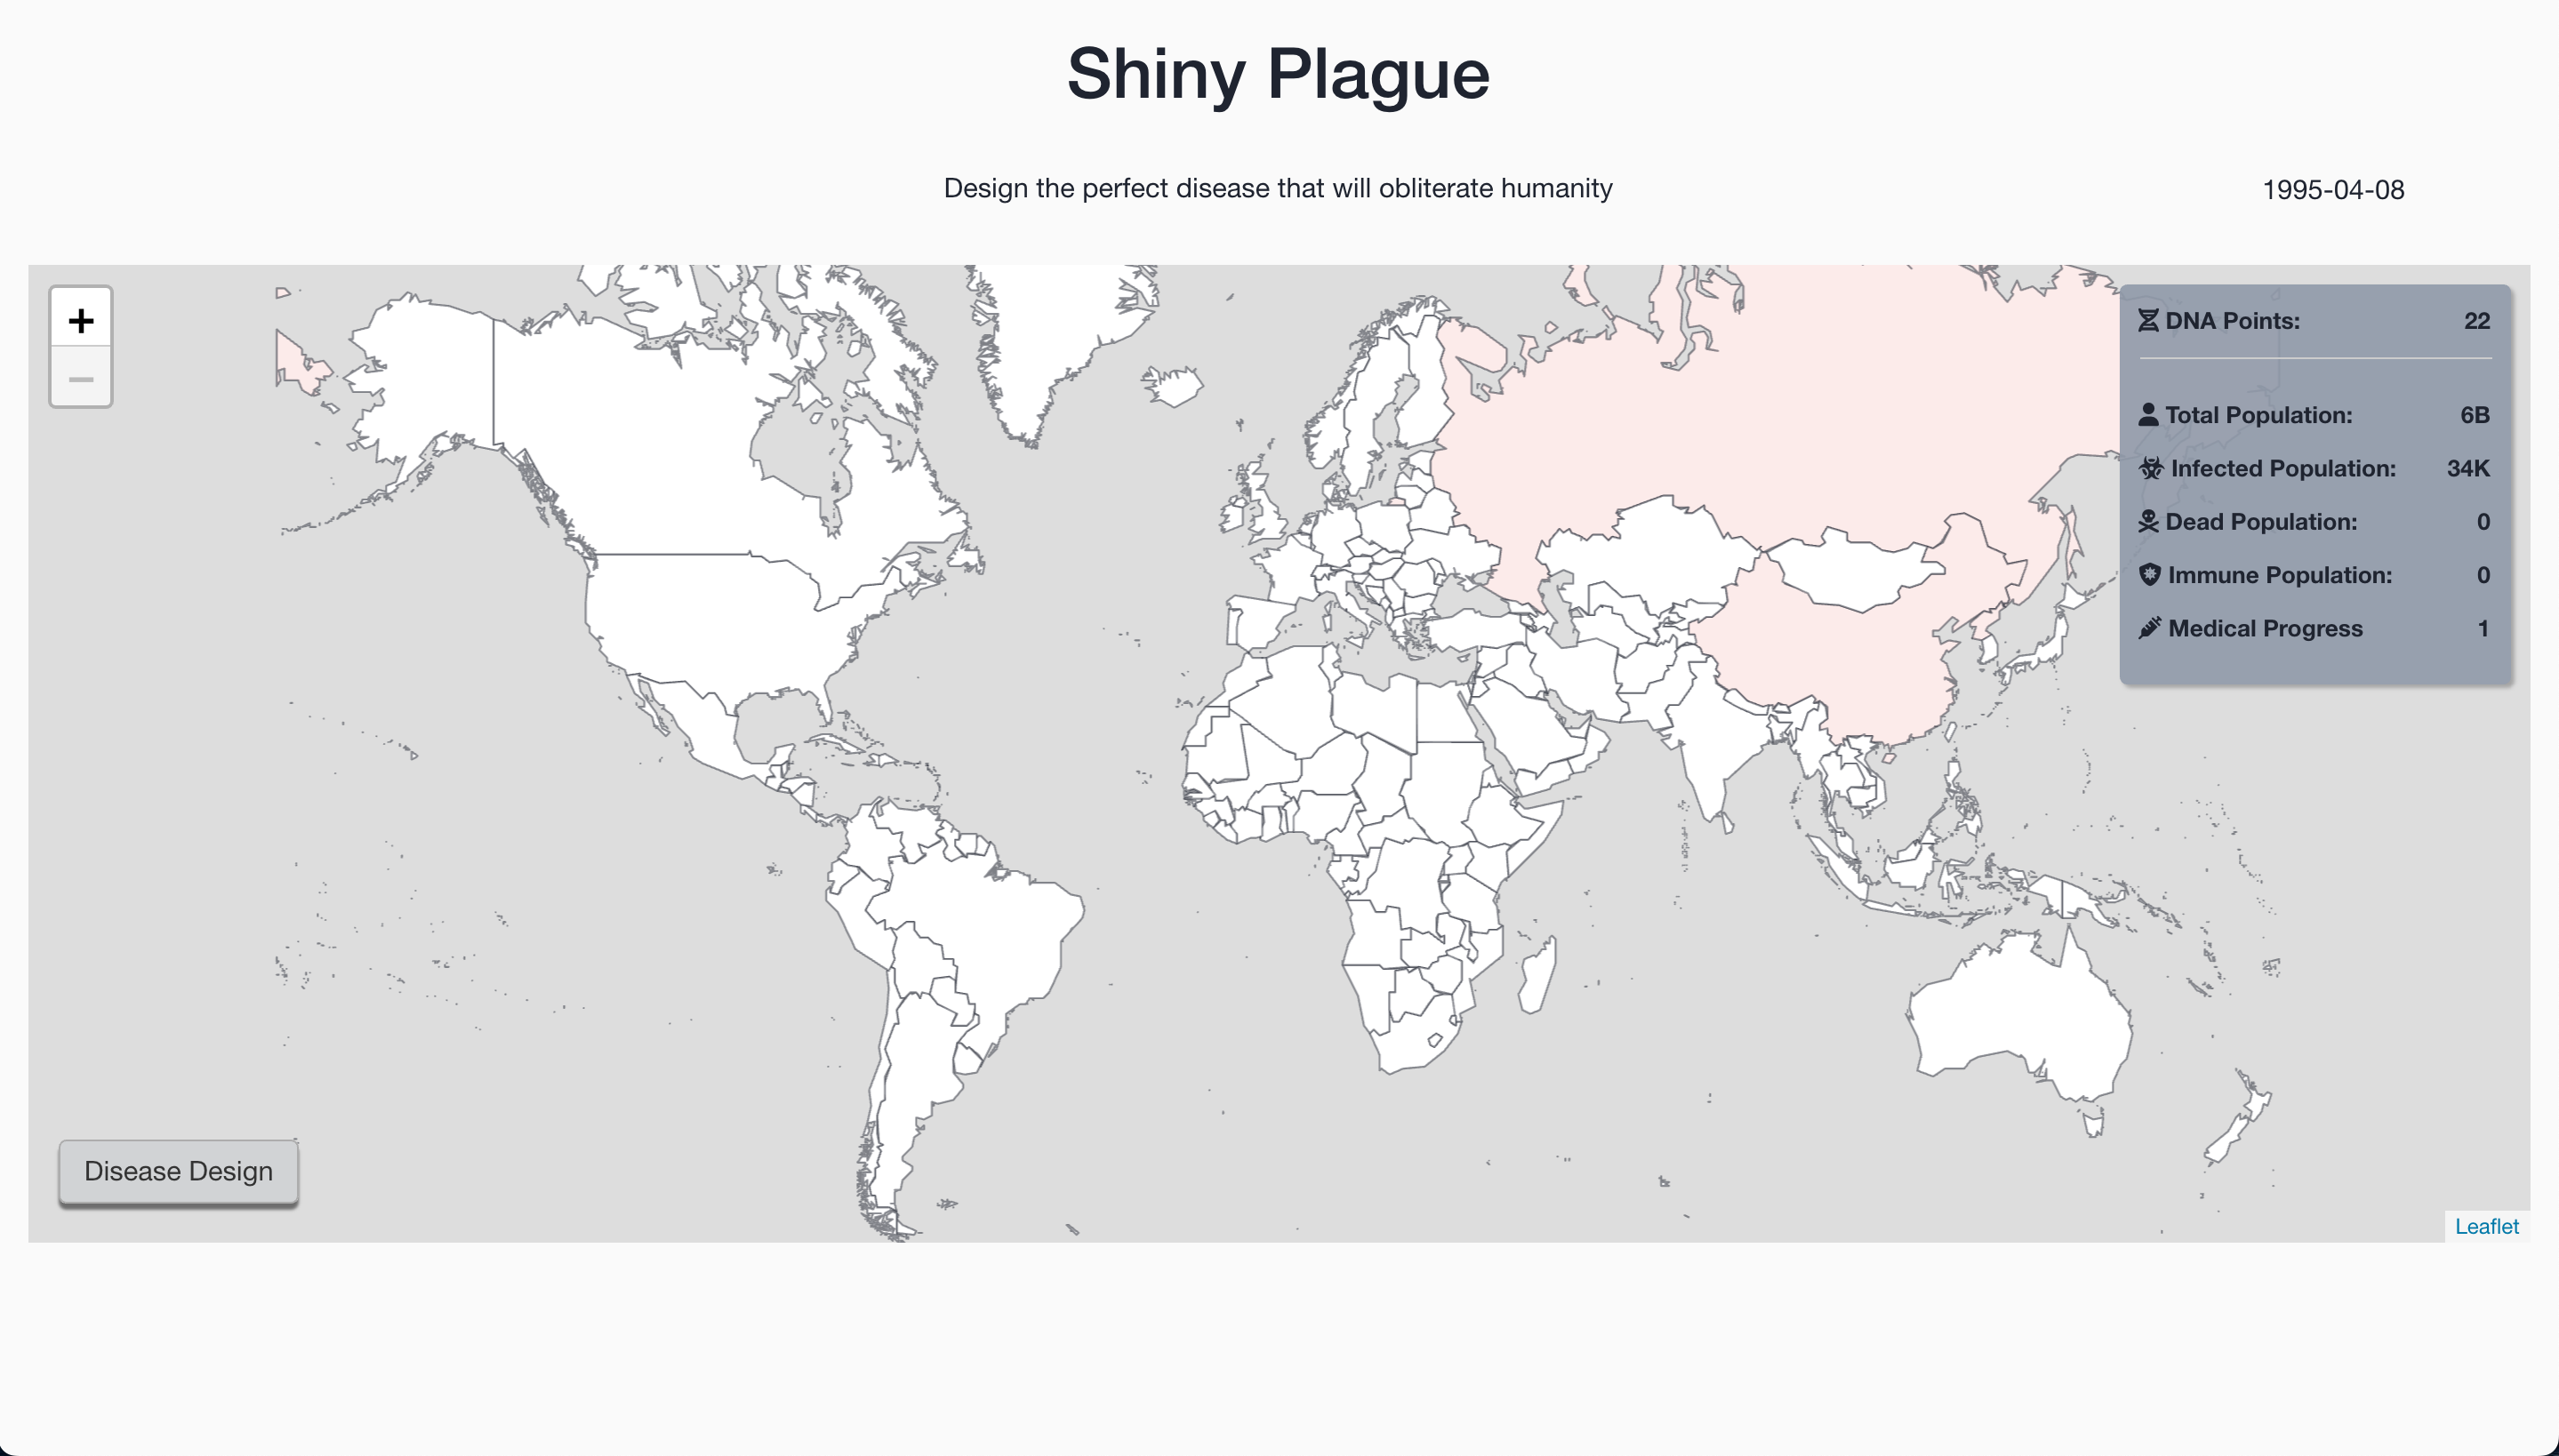 Shiny Plague
Design the perfect disease that will obliterate humanity
1995-04-08
+
−
DNA Points: 22
Total Population: 6B
Infected Population: 34K
Dead Population: 0
Immune Population: 0
Medical Progress 1
Disease Design
Leaflet